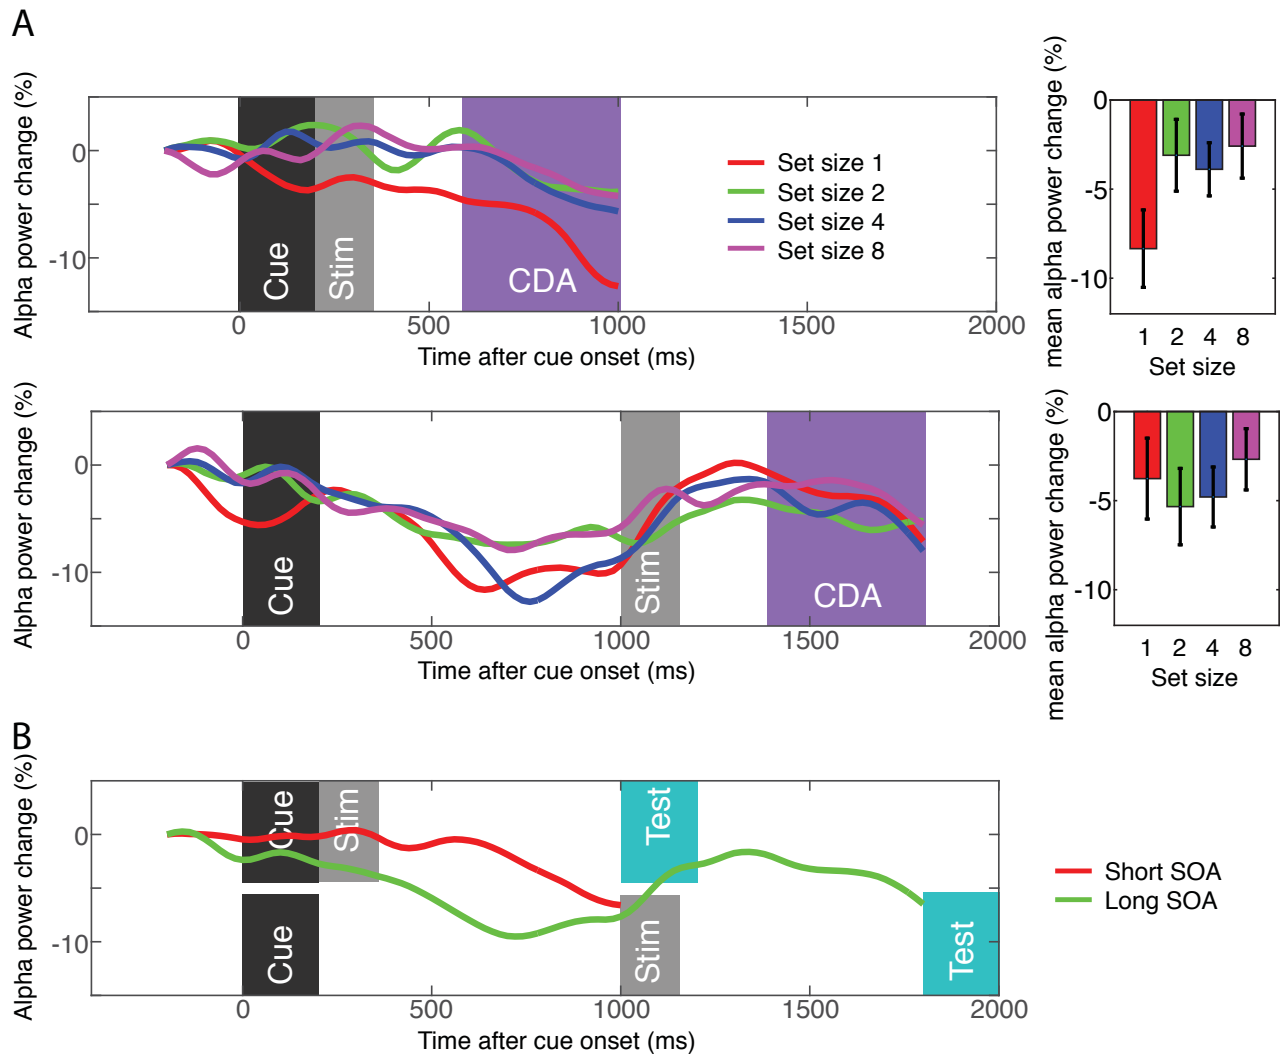 A
Alpha power change (%)
0
-10
Cue
Stim
CDA
Set size 1
Set size 2
Set size 4
Set size 8
0
500
1000
1500
2000
Time after cue onset (ms)
mean alpha power change (%)
0
-5
-10
1 2 4 8
Set size
Alpha power change (%)
0
-10
Cue
Stim
CDA
0
500
1000
1500
2000
Time after cue onset (ms)
mean alpha power change (%)
0
-5
-10
1 2 4 8
Set size
B
Alpha power change (%)
0
-10
Cue
Stim
Test
Cue
Stim
Test
Short SOA
Long SOA
0
500
1000
1500
2000
Time after cue onset (ms)